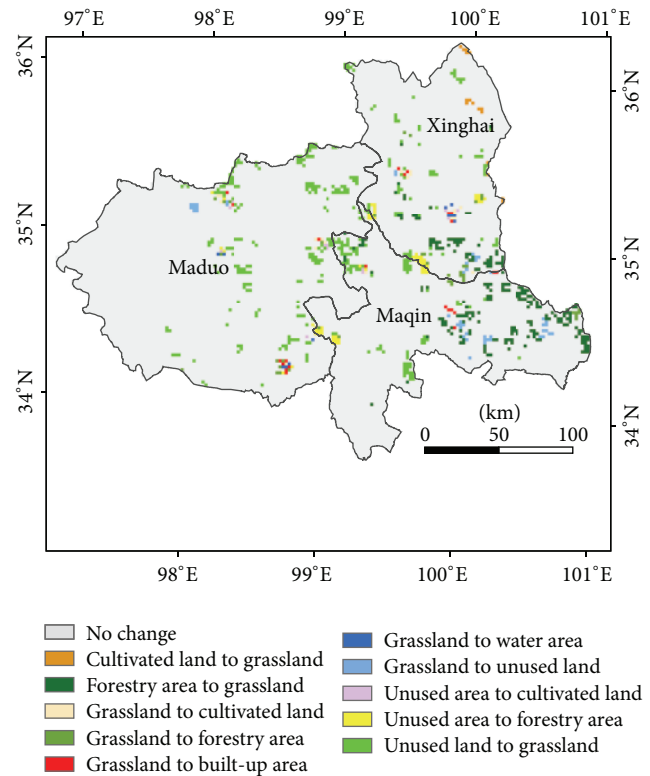 97°E 98°E 99°E 100°E 101°E
36°N
36°N
Xinghai
35°N
35°N
Maduo
Maqin
34°N
34°N
(km)
0 50 100
98°E 99°E 100°E 101°E
No change
Cultivated land to grassland
Forestry area to grassland
Grassland to cultivated land
Grassland to forestry area
Grassland to built-up area
Grassland to water area
Grassland to unused land
Unused area to cultivated land
Unused area to forestry area
Unused land to grassland